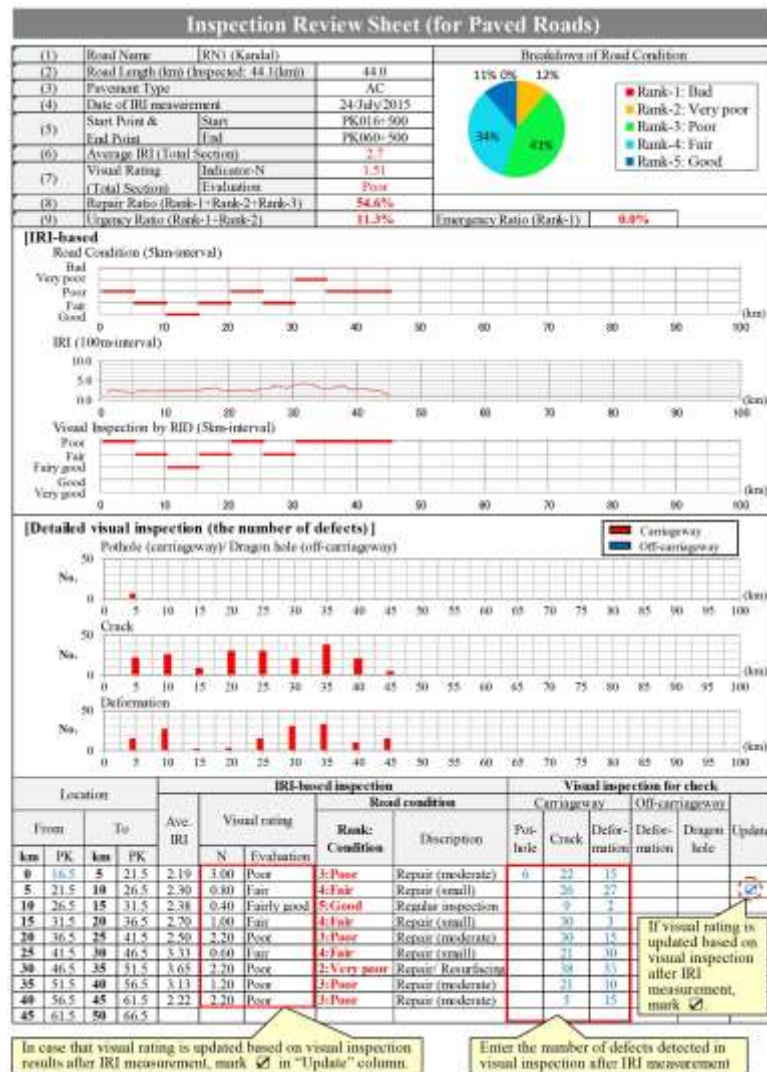 Inspection Review Sheet (for Paved Roads)
(1) Road Name RN1 (Kandal)
(2) Road Length (km) (Inspected: 44.1(km)) 44.0
(3) Pavement Type AC
(4) Date of IRI measurement 24/July/2015
(5) Start Point & End Point Start PK016+500
End PK060+500
(6) Average IRI (Total Section) 2.7
(7) Visual Rating (Total Section) Indicator-N 1.51
Evaluation Poor
(8) Repair Ratio (Rank-1+Rank-2+Rank-3) 54.6%
(9) Urgency Ratio (Rank-1+Rank-2) 11.3% Emergency Ratio (Rank-1) 0.0%
Breakdown of Road Condition
11% 0% 12%
34% 43%
Rank-1: Bad
Rank-2: Very poor
Rank-3: Poor
Rank-4: Fair
Rank-5: Good
[IRI-based
Road Condition (5km-interval)
Bad
Very poor
Poor
Fair
Good
0 10 20 30 40 50 60 70 80 90 100 (km)
IRI (100m-interval)
10.0
5.0
0.0
0 10 20 30 40 50 60 70 80 90 100 (km)
Visual Inspection by RID (5km-interval)
Poor
Fair
Fairy good
Good
Very good
0 10 20 30 40 50 60 70 80 90 100 (km)
[Detailed visual inspection (the number of defects)]
Carriageway
Off-carriageway
Pothole (carriageway)/ Dragon hole (off-carriageway)
50
No.
0
0 5 10 15 20 25 30 35 40 45 50 55 60 65 70 75 80 85 90 95 100 (km)
Crack
50
No.
0
0 5 10 15 20 25 30 35 40 45 50 55 60 65 70 75 80 85 90 95 100 (km)
Deformation
50
No.
0
0 5 10 15 20 25 30 35 40 45 50 55 60 65 70 75 80 85 90 95 100 (km)
Location IRI-based inspection Visual inspection for check
Road condition Carriageway Off-carriageway
From To Ave. IRI Visual rating Rank: Condition Discription Pot-hole Crack Defor-mation Defor-mation Dragon hole Update
km PK km PK N Evaluation
0 16.5 5 21.5 2.19 3.00 Poor 3:Poor Repair (moderate) 6 22 15
5 21.5 10 26.5 2.30 0.80 Fair 4:Fair Repair (small) 26 27
10 26.5 15 31.5 2.38 0.40 Fairly good 5:Good Regular inspection 9 2
15 31.5 20 36.5 2.70 1.00 Fair 4:Fair Repair (small) 30 3
20 36.5 25 41.5 2.50 2.20 Poor 3:Poor Repair (moderate) 30 15
25 41.5 30 46.5 3.33 0.60 Fair 4:Fair Repair (small) 21 30
30 46.5 35 51.5 3.65 2.20 Poor 2:Very poor Repair/ Resurfacing 38 33
35 51.5 40 56.5 3.13 1.20 Poor 3:Poor Repair (moderate) 21 10
40 56.5 45 61.5 2.22 2.20 Poor 3:Poor Repair (moderate) 5 15
45 61.5 50 66.5
If visual rating is
updated based on
visual inspection
after IRI
measurement,
mark ☑.
In case that visual rating is updated based on visual inspection
results after IRI measurement, mark ☑ in "Update" column.
Enter the number of defects detected in
visual inspection after IRI measurement